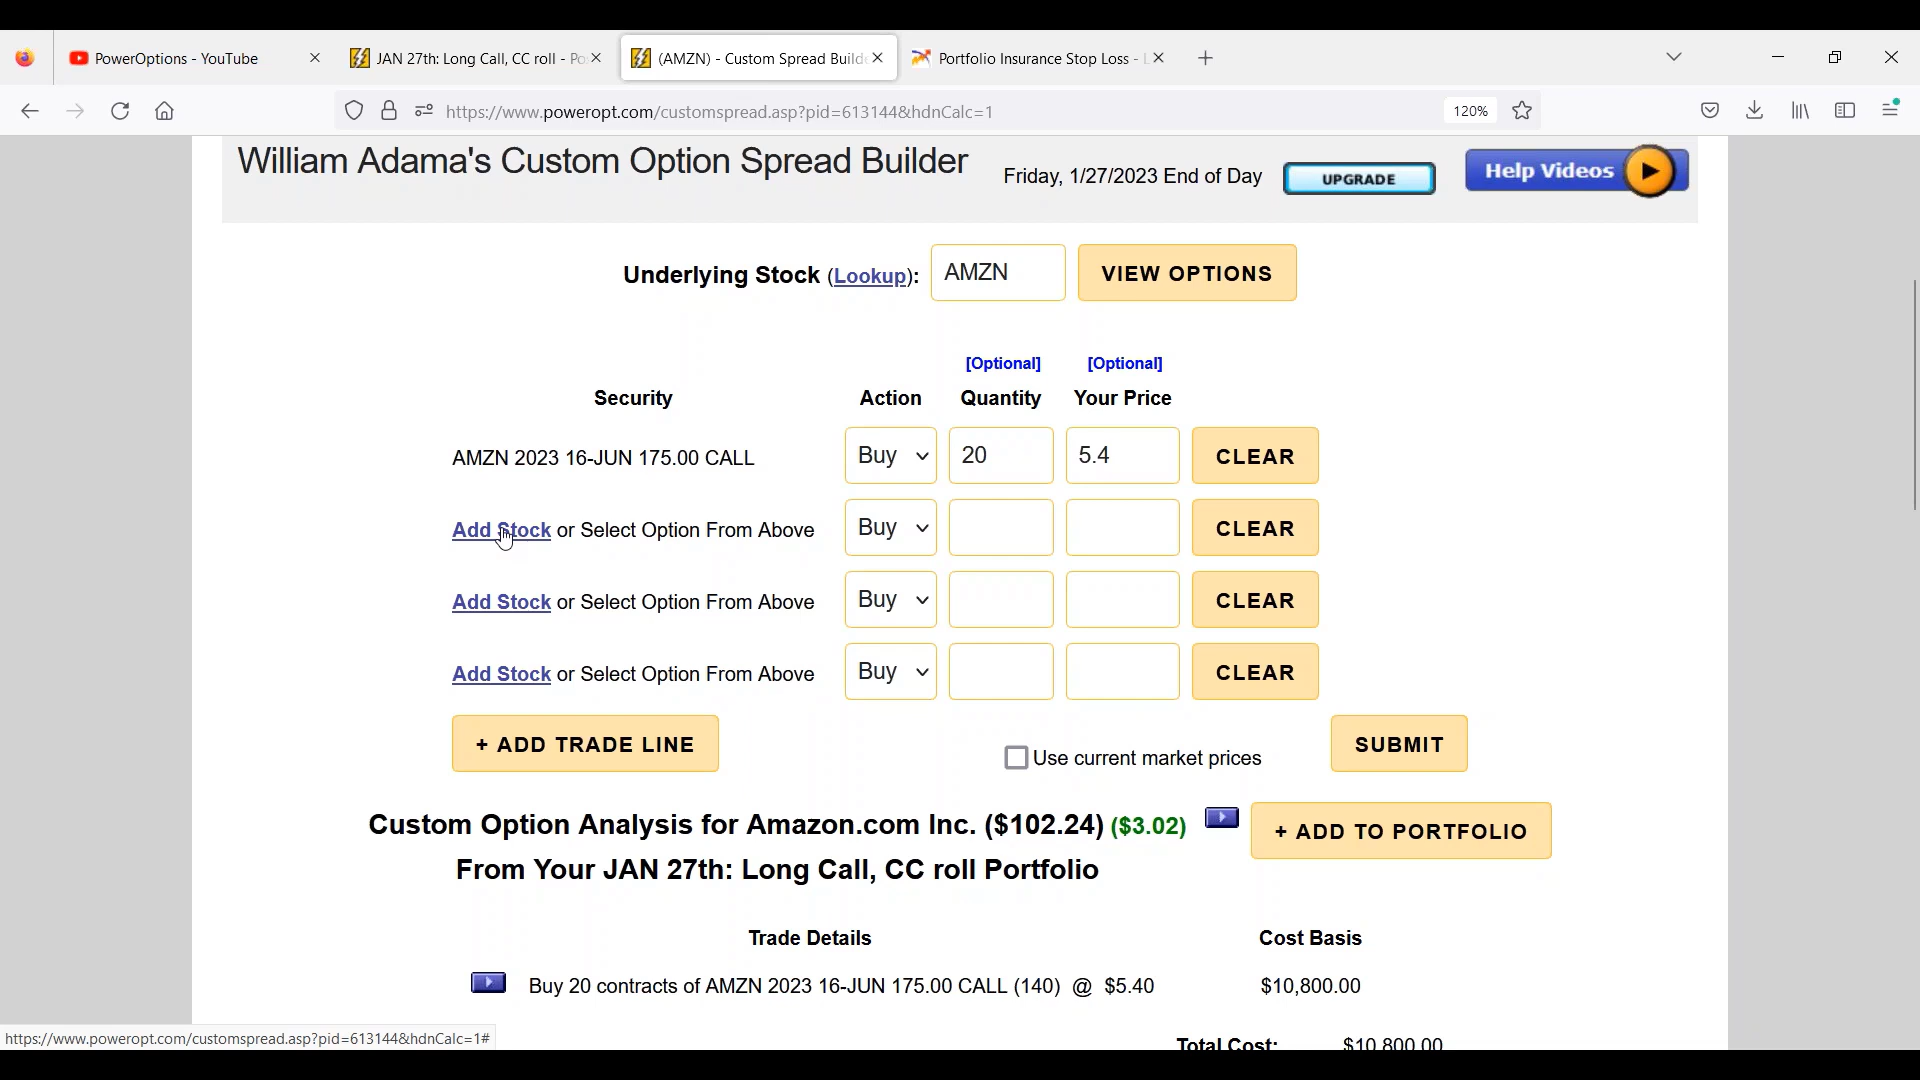 PowerOptions - YouTube
JAN 27th: Long Call, CC roll - Po
(AMZN) - Custom Spread Builde
Portfolio Insurance Stop Loss -
https://www.poweropt.com/customspread.asp?pid=613144&hdnCalc=1
120%
William Adama's Custom Option Spread Builder
Friday, 1/27/2023 End of Day
UPGRADE
Help Videos
Underlying Stock (Lookup):
AMZN
VIEW OPTIONS
[Optional] [Optional]
Security Action Quantity Your Price
AMZN 2023 16-JUN 175.00 CALL Buy 20 5.4 CLEAR
Add Stock or Select Option From Above Buy CLEAR
Add Stock or Select Option From Above Buy CLEAR
Add Stock or Select Option From Above Buy CLEAR
+ ADD TRADE LINE
Use current market prices
SUBMIT
Custom Option Analysis for Amazon.com Inc. ($102.24) ($3.02)
+ ADD TO PORTFOLIO
From Your JAN 27th: Long Call, CC roll Portfolio
Trade Details Cost Basis
Buy 20 contracts of AMZN 2023 16-JUN 175.00 CALL (140) @ $5.40 $10,800.00
Total Cost: $10,800.00
https://www.poweropt.com/customspread.asp?pid=613144&hdnCalc=1#